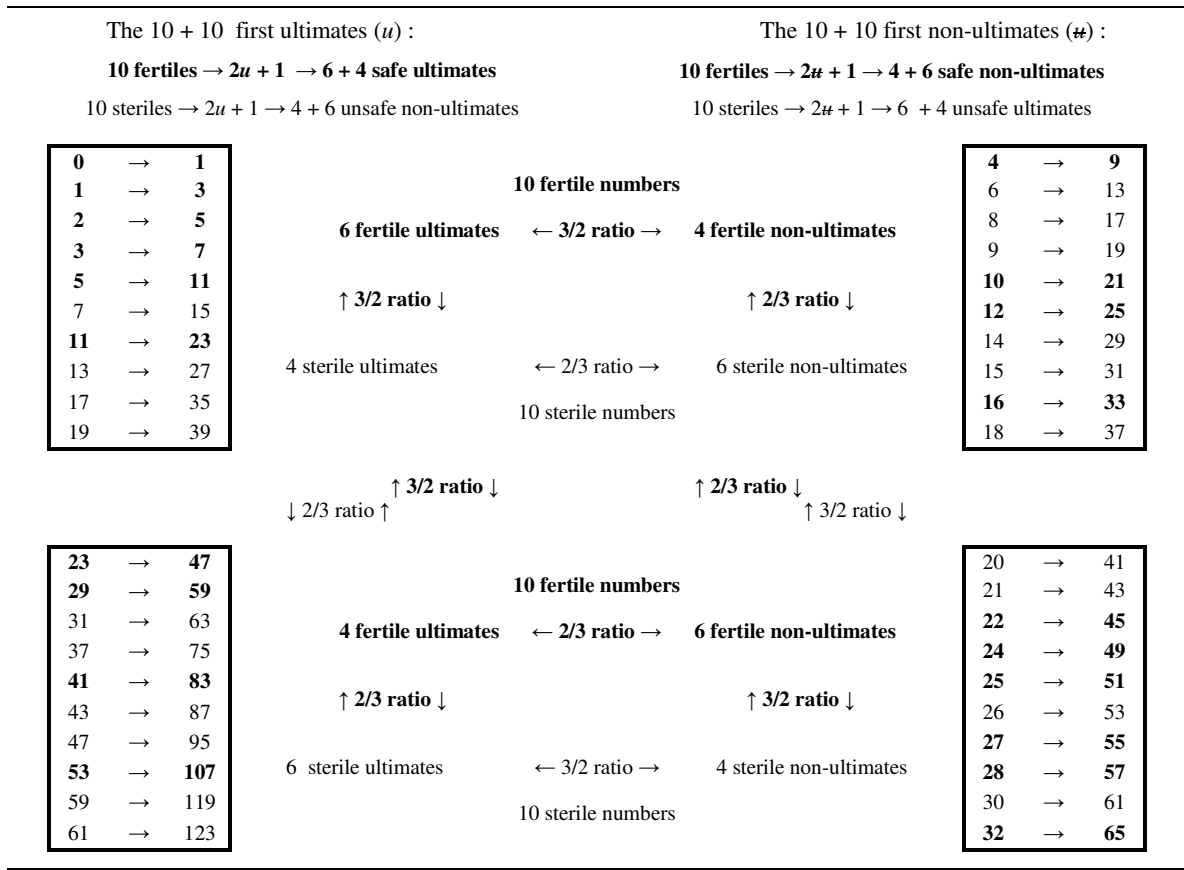 The 10 + 10 first ultimates (u) :
10 fertiles → 2u + 1 → 6 + 4 safe ultimates
10 steriles → 2u + 1 → 4 + 6 unsafe non-ultimates
The 10 + 10 first non-ultimates (u̶) :
10 fertiles → 2u̶ + 1 → 4 + 6 safe non-ultimates
10 steriles → 2u̶ + 1 → 6 + 4 unsafe ultimates
0 → 1
1 → 3
2 → 5
3 → 7
5 → 11
7 → 15
11 → 23
13 → 27
17 → 35
19 → 39
10 fertile numbers
6 fertile ultimates ← 3/2 ratio → 4 fertile non-ultimates
↑ 3/2 ratio ↓ ↑ 2/3 ratio ↓
4 sterile ultimates ← 2/3 ratio → 6 sterile non-ultimates
10 sterile numbers
4 → 9
6 → 13
8 → 17
9 → 19
10 → 21
12 → 25
14 → 29
15 → 31
16 → 33
18 → 37
↑ 3/2 ratio ↓ ↑ 2/3 ratio ↓
↓ 2/3 ratio ↑ ↑ 3/2 ratio ↓
23 → 47
29 → 59
31 → 63
37 → 75
41 → 83
43 → 87
47 → 95
53 → 107
59 → 119
61 → 123
10 fertile numbers
4 fertile ultimates ← 2/3 ratio → 6 fertile non-ultimates
↑ 2/3 ratio ↓ ↑ 3/2 ratio ↓
6 sterile ultimates ← 3/2 ratio → 4 sterile non-ultimates
10 sterile numbers
20 → 41
21 → 43
22 → 45
24 → 49
25 → 51
26 → 53
27 → 55
28 → 57
30 → 61
32 → 65